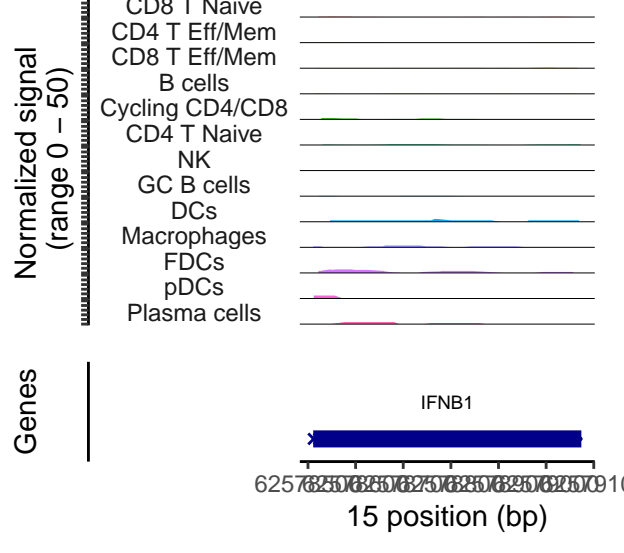 CD8 T Naive
CD4 T Eff/Mem
CD8 T Eff/Mem
B cells
Cycling CD4/CD8
CD4 T Naive
NK
GC B cells
DCs
Macrophages
FDCs
pDCs
Plasma cells
Normalized signal
(range 0 − 50)
Genes
IFNB1
15 position (bp)